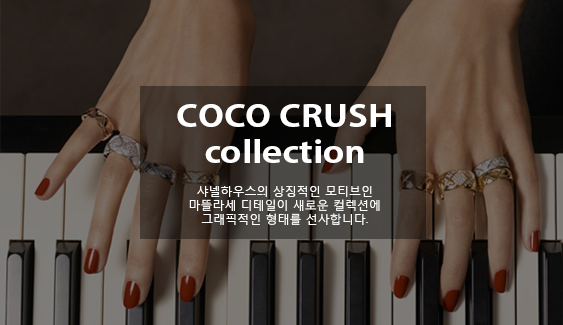 COCO CRUSH
collection
샤넬하우스의 상징적인 모티브인
마뜰라세 디테일이 새로운 컬렉션에
그래픽적인 형태를 선사합니다.